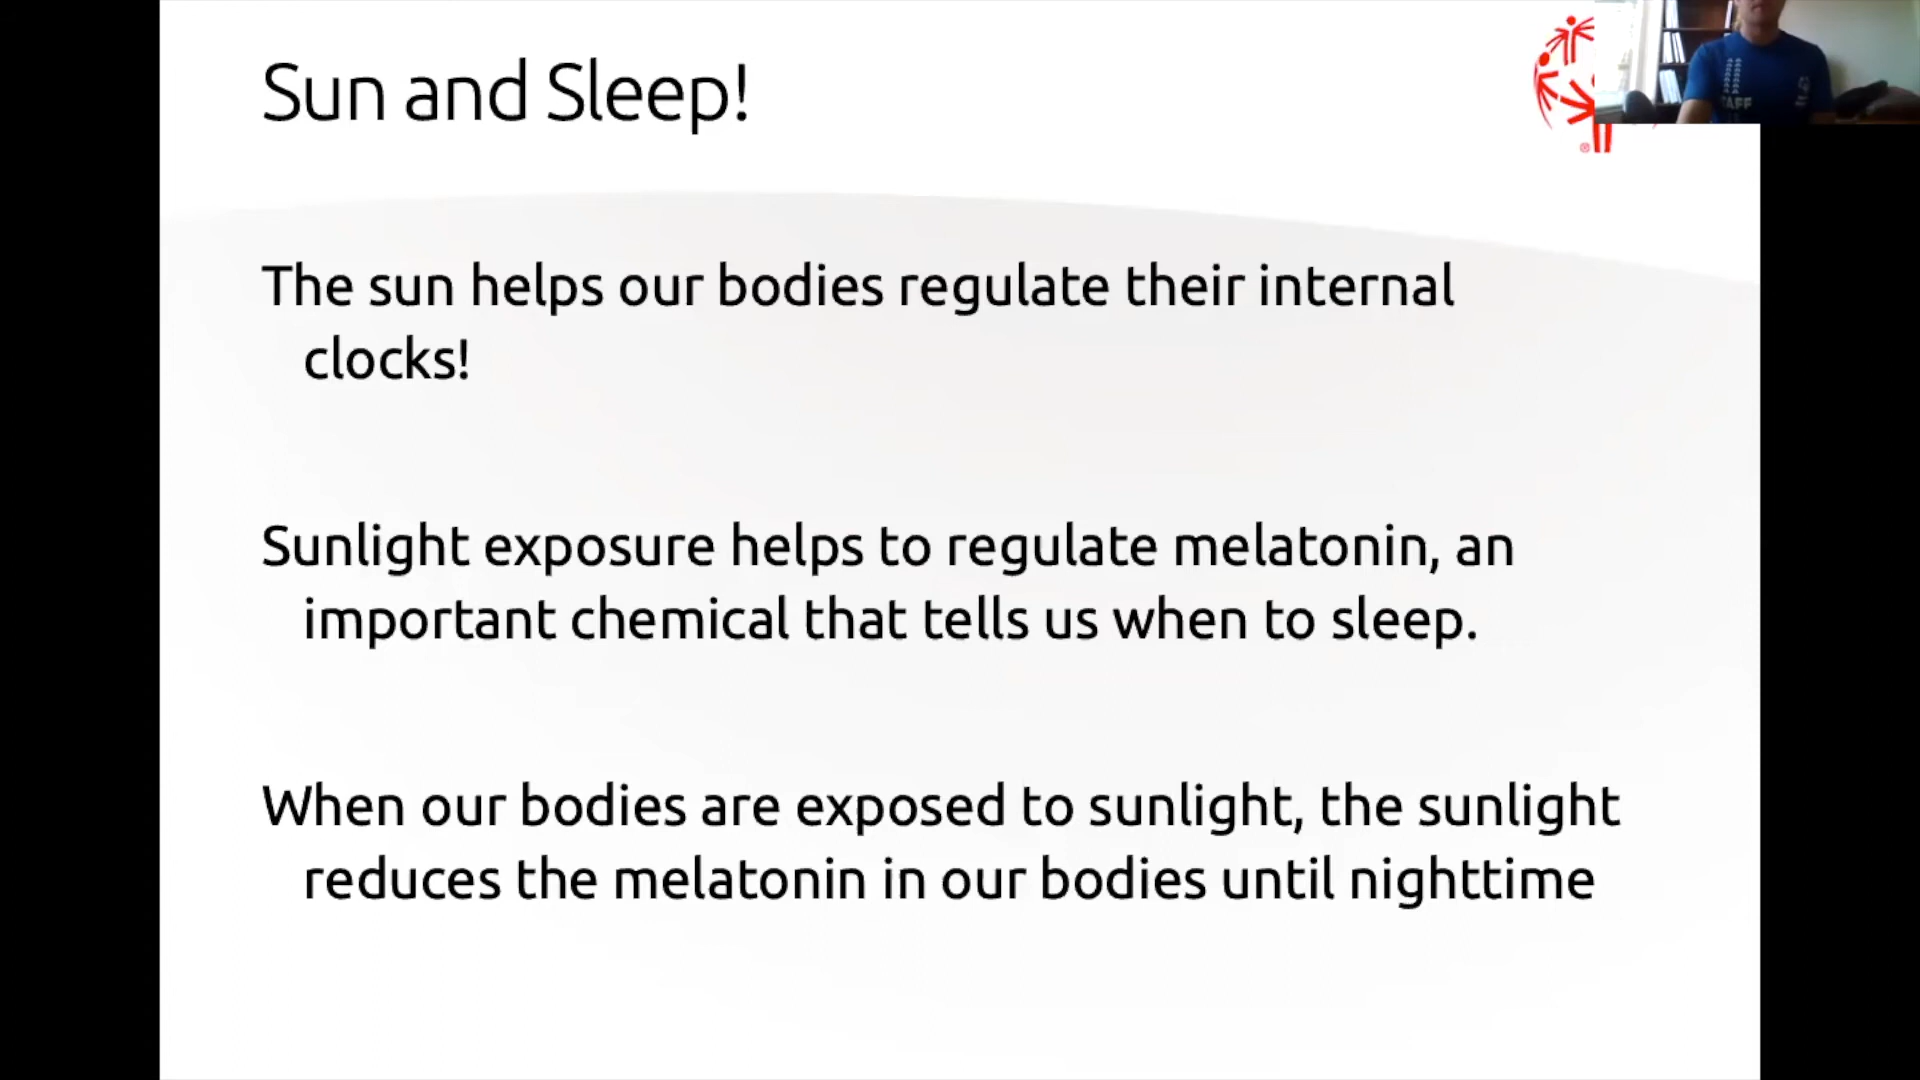 Sun and Sleep!
The sun helps our bodies regulate their internal
clocks!
Sunlight exposure helps to regulate melatonin, an
important chemical that tells us when to sleep.
When our bodies are exposed to sunlight, the sunlight
reduces the melatonin in our bodies until nighttime
®